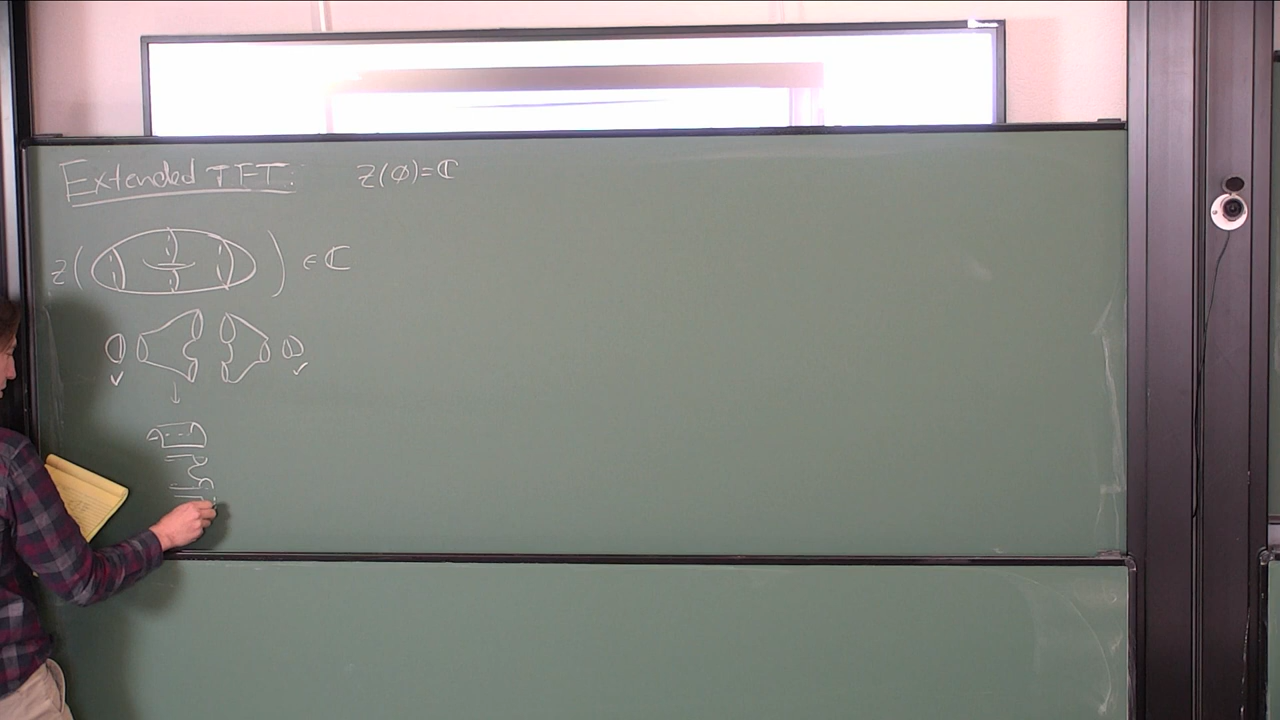 Extended TFT: Z(∅)=ℂ
Z( ) ∈ ℂ